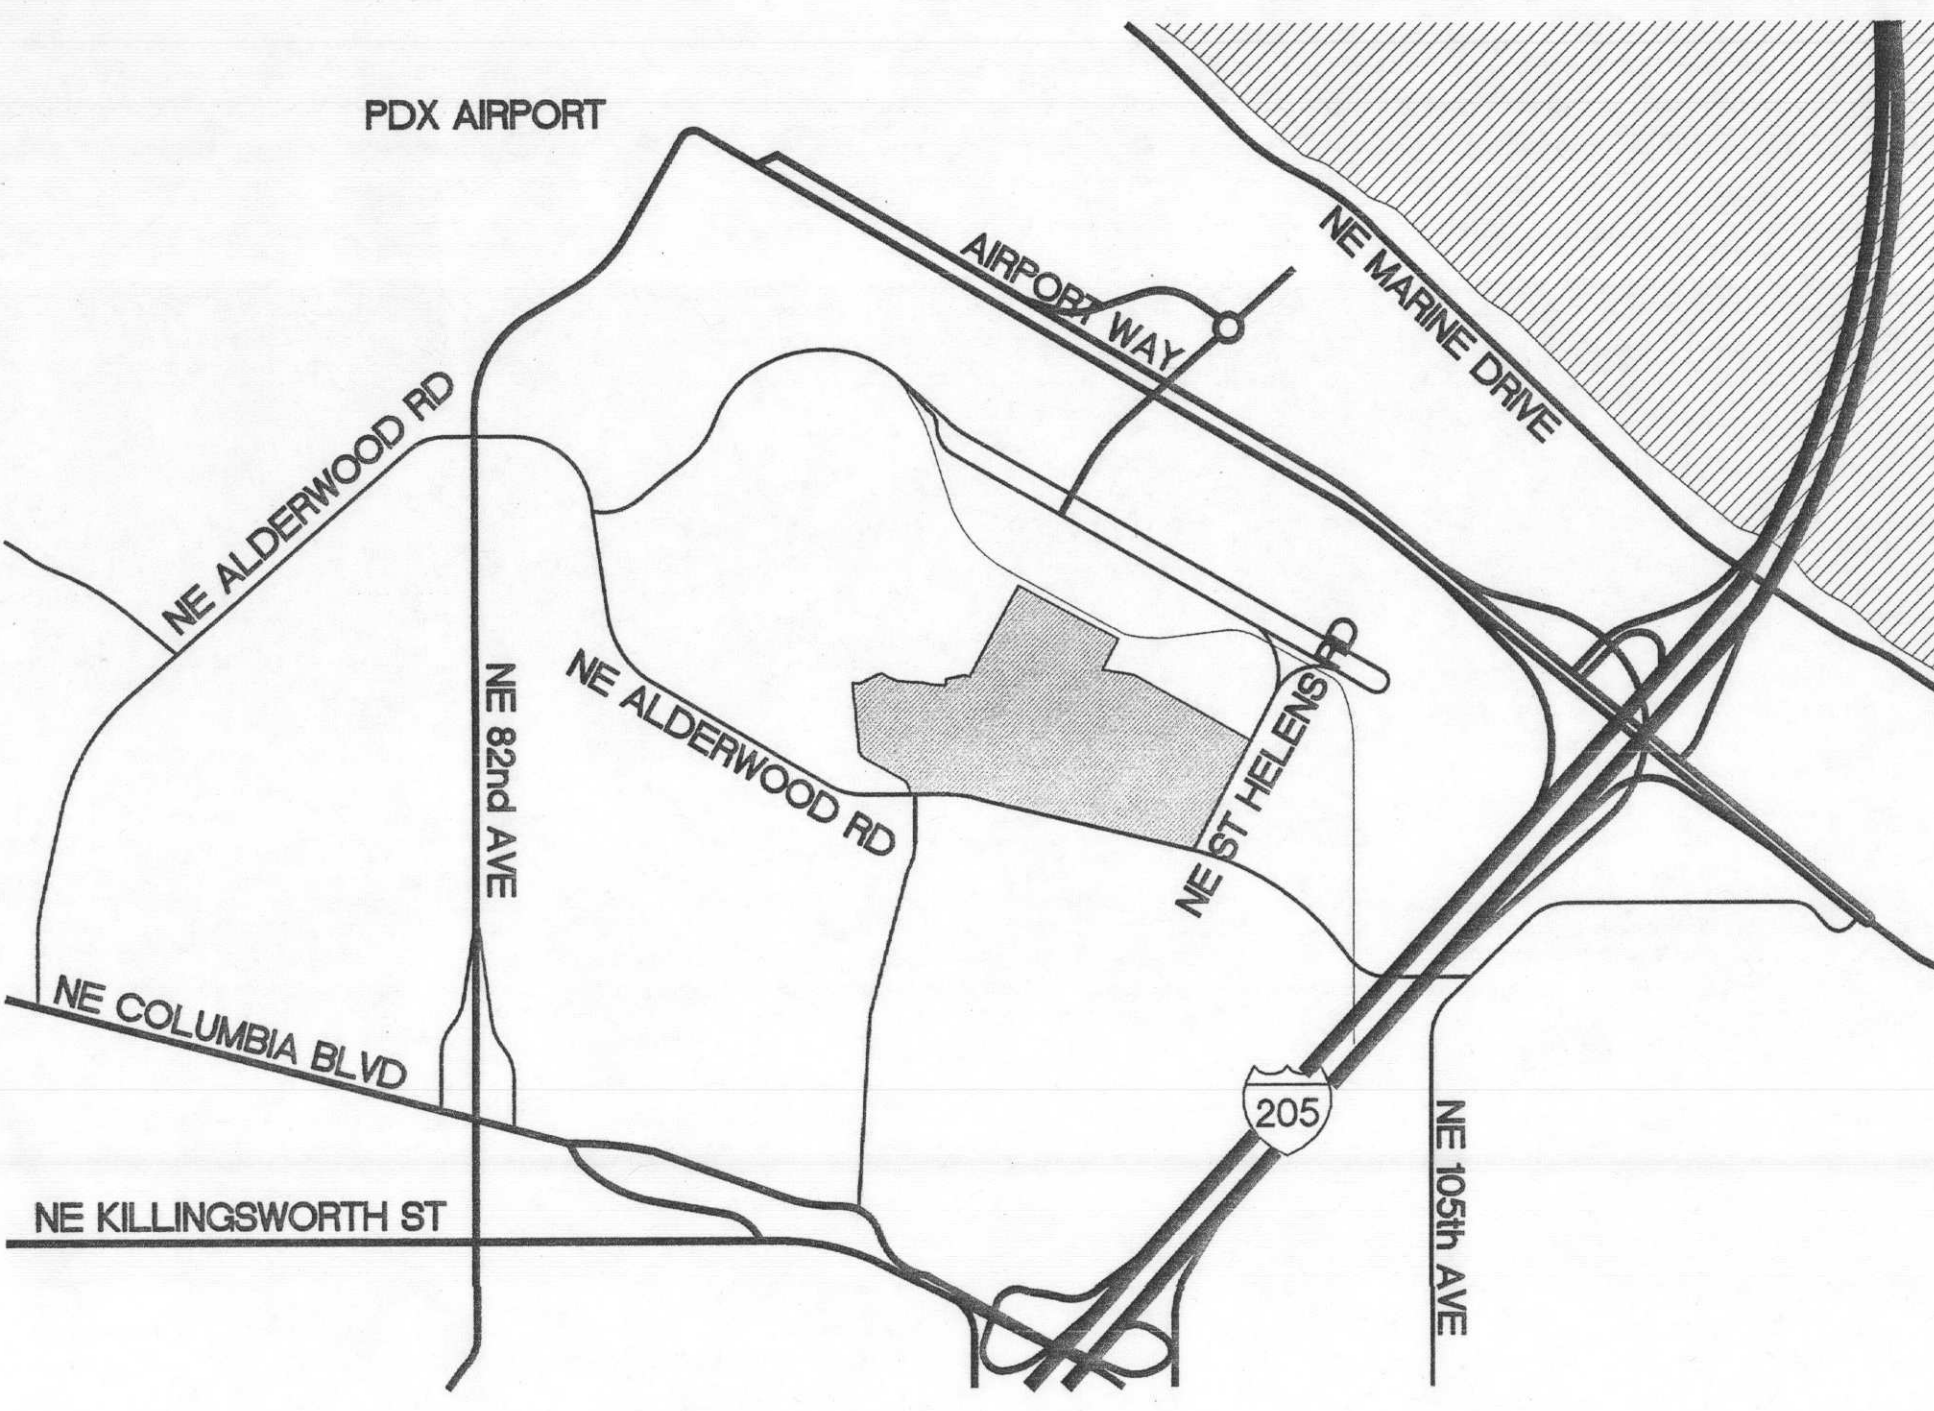 PDX AIRPORT
AIRPORT WAY
NE MARINE DRIVE
NE ALDERWOOD RD
NE 82nd AVE
NE ALDERWOOD RD
NE ST HELENS RD
NE COLUMBIA BLVD
205
NE KILLINGSWORTH ST
NE 105th AVE